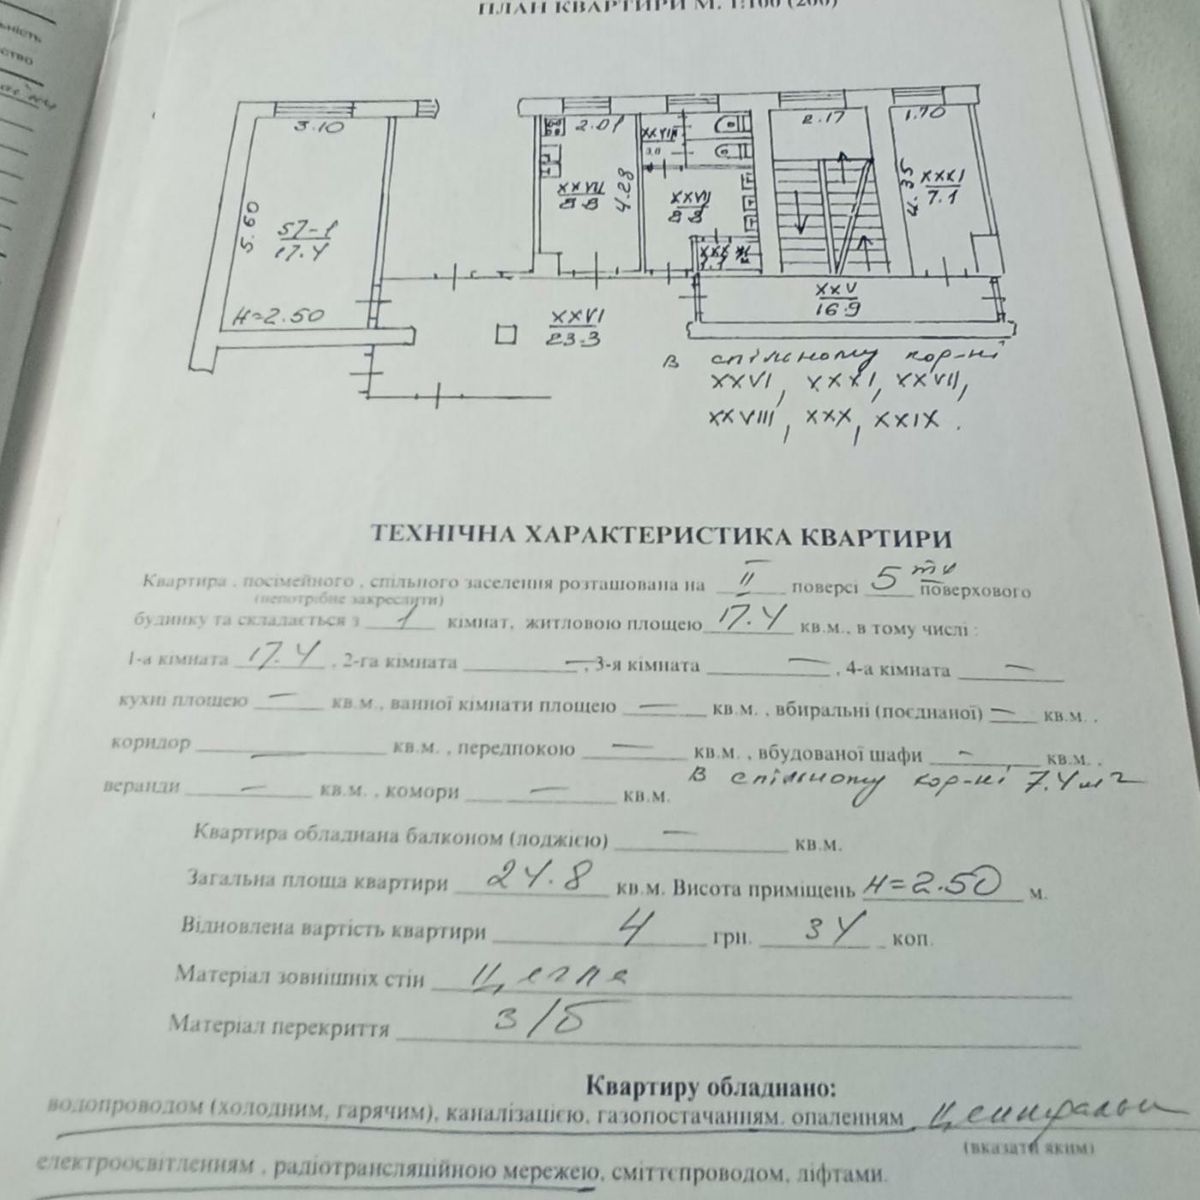 ПЛАН КВАРТИРИ М. 1:100 (200)
3.10
2.01
2.17
1.70
5.60
57-1
17.4
Н=2.50
XXVII
8.8
4.28
XXVIII
3.0
XXVI
23.3
4.35
XXXI
7.1
XXV
16.9
в спільному кор-ні
XXVI, XXXI, XXVII,
XXVIII, XXX, XXIX.
ТЕХНІЧНА ХАРАКТЕРИСТИКА КВАРТИРИ
Квартира , посімейного , спільного заселення розташована на II поверсі 5ти поверхового
(непотрібне закреслити)
будинку та складається з 1 кімнат, житловою площею 17.4 кв.м., в тому числі :
1-а кімната 17.4 , 2-га кімната — , 3-я кімната — , 4-а кімната —
кухні площею — кв.м., ванної кімнати площею — кв.м. , вбиральні (поєднаної) — кв.м. ,
коридор — кв.м. , передпокою — кв.м. , вбудованої шафи — кв.м. ,
в спільному кор-ні 7.4 м2
веранди — кв.м. , комори — кв.м.
Квартира обладнана балконом (лоджією) — кв.м.
Загальна площа квартири 24.8 кв.м. Висота приміщень Н=2.50 м.
Відновлена вартість квартири 4 грн. 34 коп.
Матеріал зовнішніх стін Цегла
Матеріал перекриття З/б
Квартиру обладнано:
водопроводом (холодним, гарячим), каналізацією, газопостачанням, опаленням
(вказати яким)
електроосвітленням , радіотрансляційною мережею, сміттєпроводом, ліфтами.